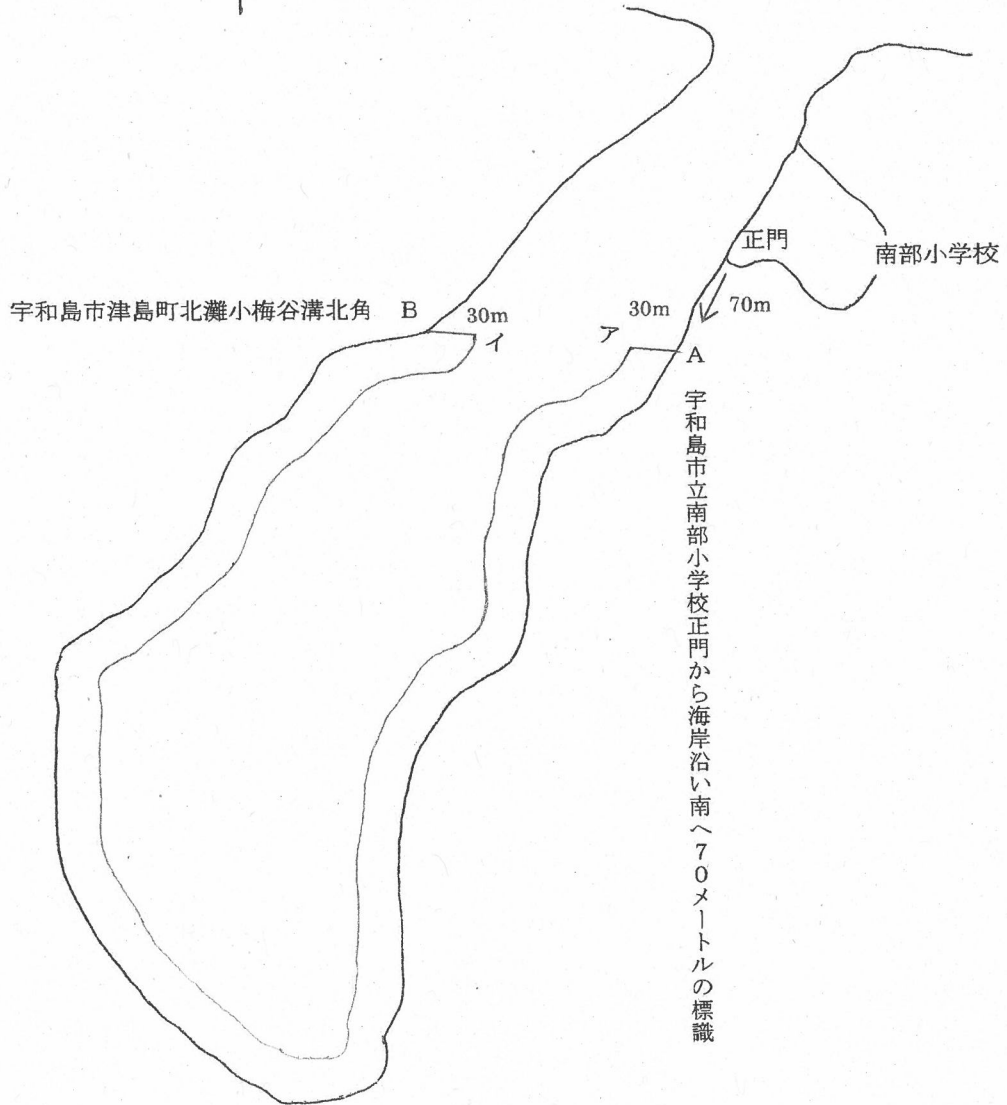 正門
南部小学校
70m
宇和島市津島町北灘小梅谷溝北角 B
30m
イ
30m
ア
A
宇和島市立南部小学校正門から海岸沿い南へ70メートルの標識